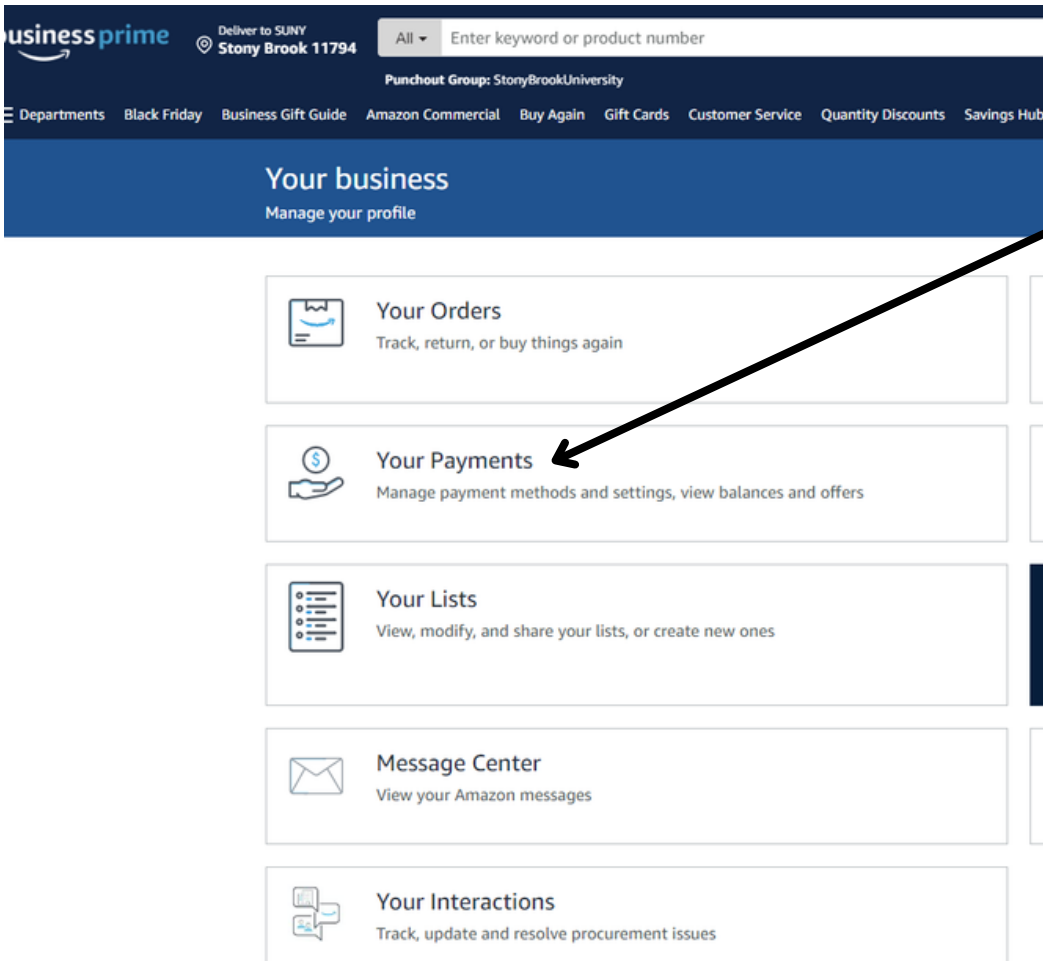 usiness prime
Deliver to SUNY
Stony Brook 11794
All
Enter keyword or product number
Punchout Group: StonyBrookUniversity
Departments Black Friday Business Gift Guide Amazon Commercial Buy Again Gift Cards Customer Service Quantity Discounts Savings Hub
Your business
Manage your profile
Your Orders
Track, return, or buy things again
$
Your Payments
Manage payment methods and settings, view balances and offers
Your Lists
View, modify, and share your lists, or create new ones
Message Center
View your Amazon messages
Your Interactions
Track, update and resolve procurement issues